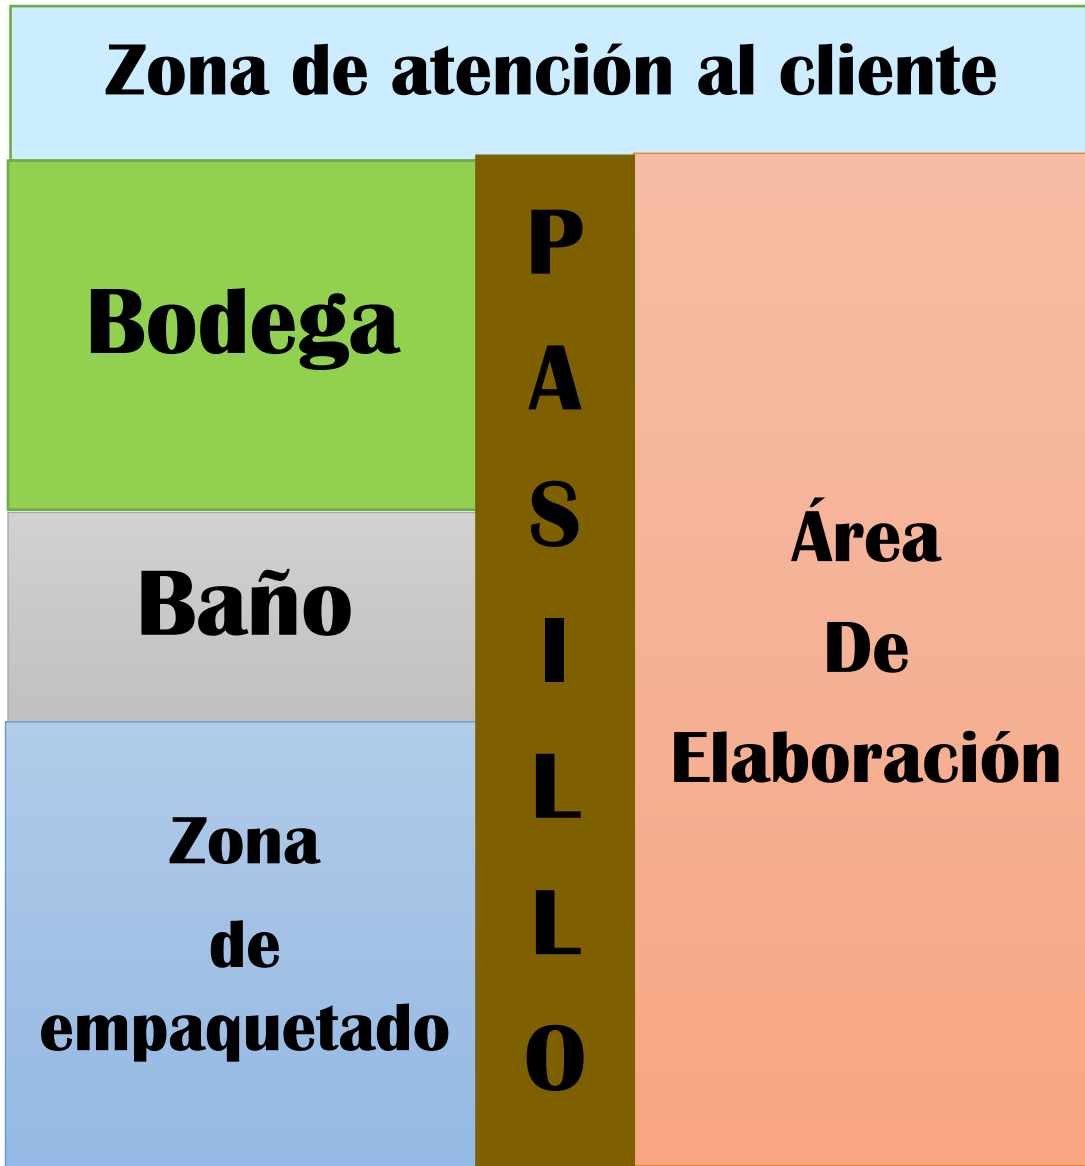 Zona de atención al cliente
Bodega
Baño
Zona
de
empaquetado
P
A
S
I
L
L
O
Área
De
Elaboración